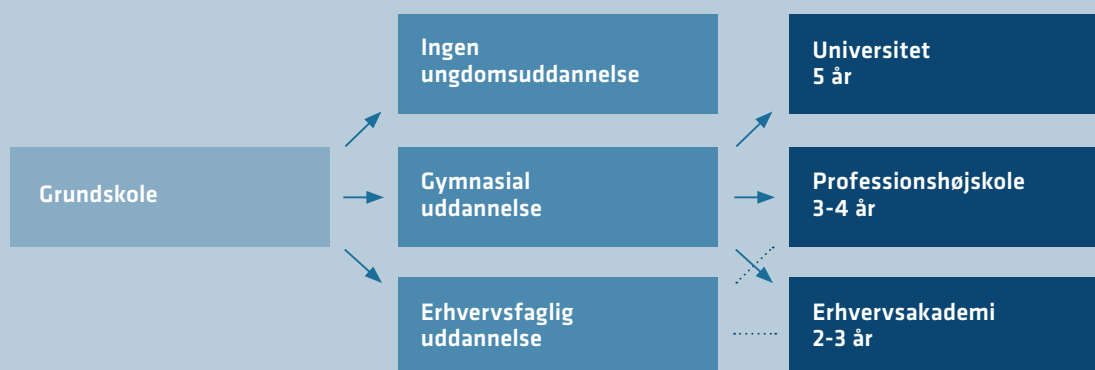 Ingen
ungdomsuddannelse
Universitet
5 år
Grundskole
Gymnasial
uddannelse
Professionshøjskole
3-4 år
Erhvervsfaglig
uddannelse
Erhvervsakademi
2-3 år